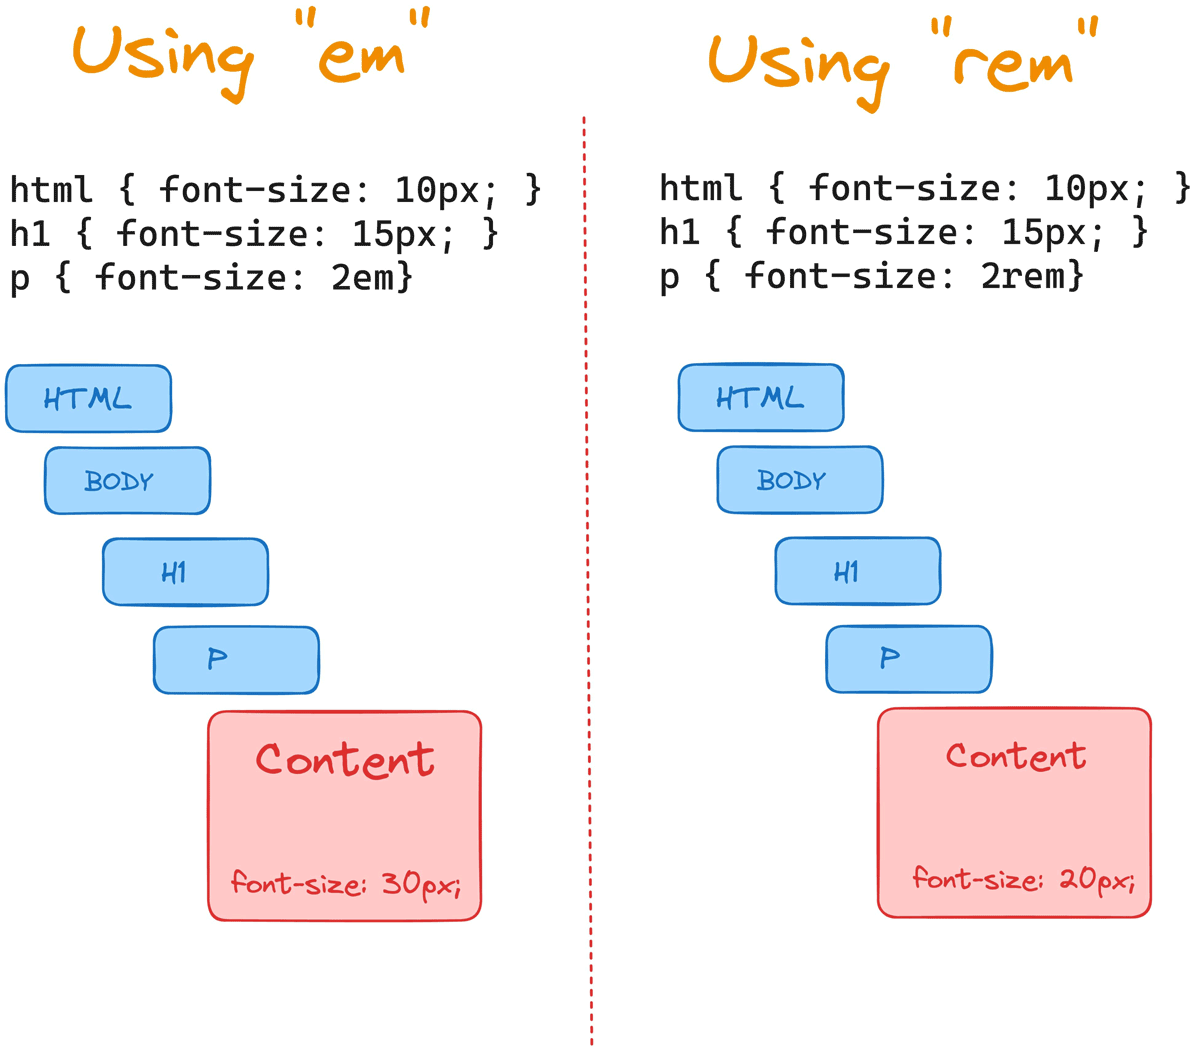 Using "em"
html { font-size: 10px; }
h1 { font-size: 15px; }
p { font-size: 2em}
HTML
BODY
H1
P
Content
font-size: 30px;
Using "rem"
html { font-size: 10px; }
h1 { font-size: 15px; }
p { font-size: 2rem}
HTML
BODY
H1
P
Content
font-size: 20px;